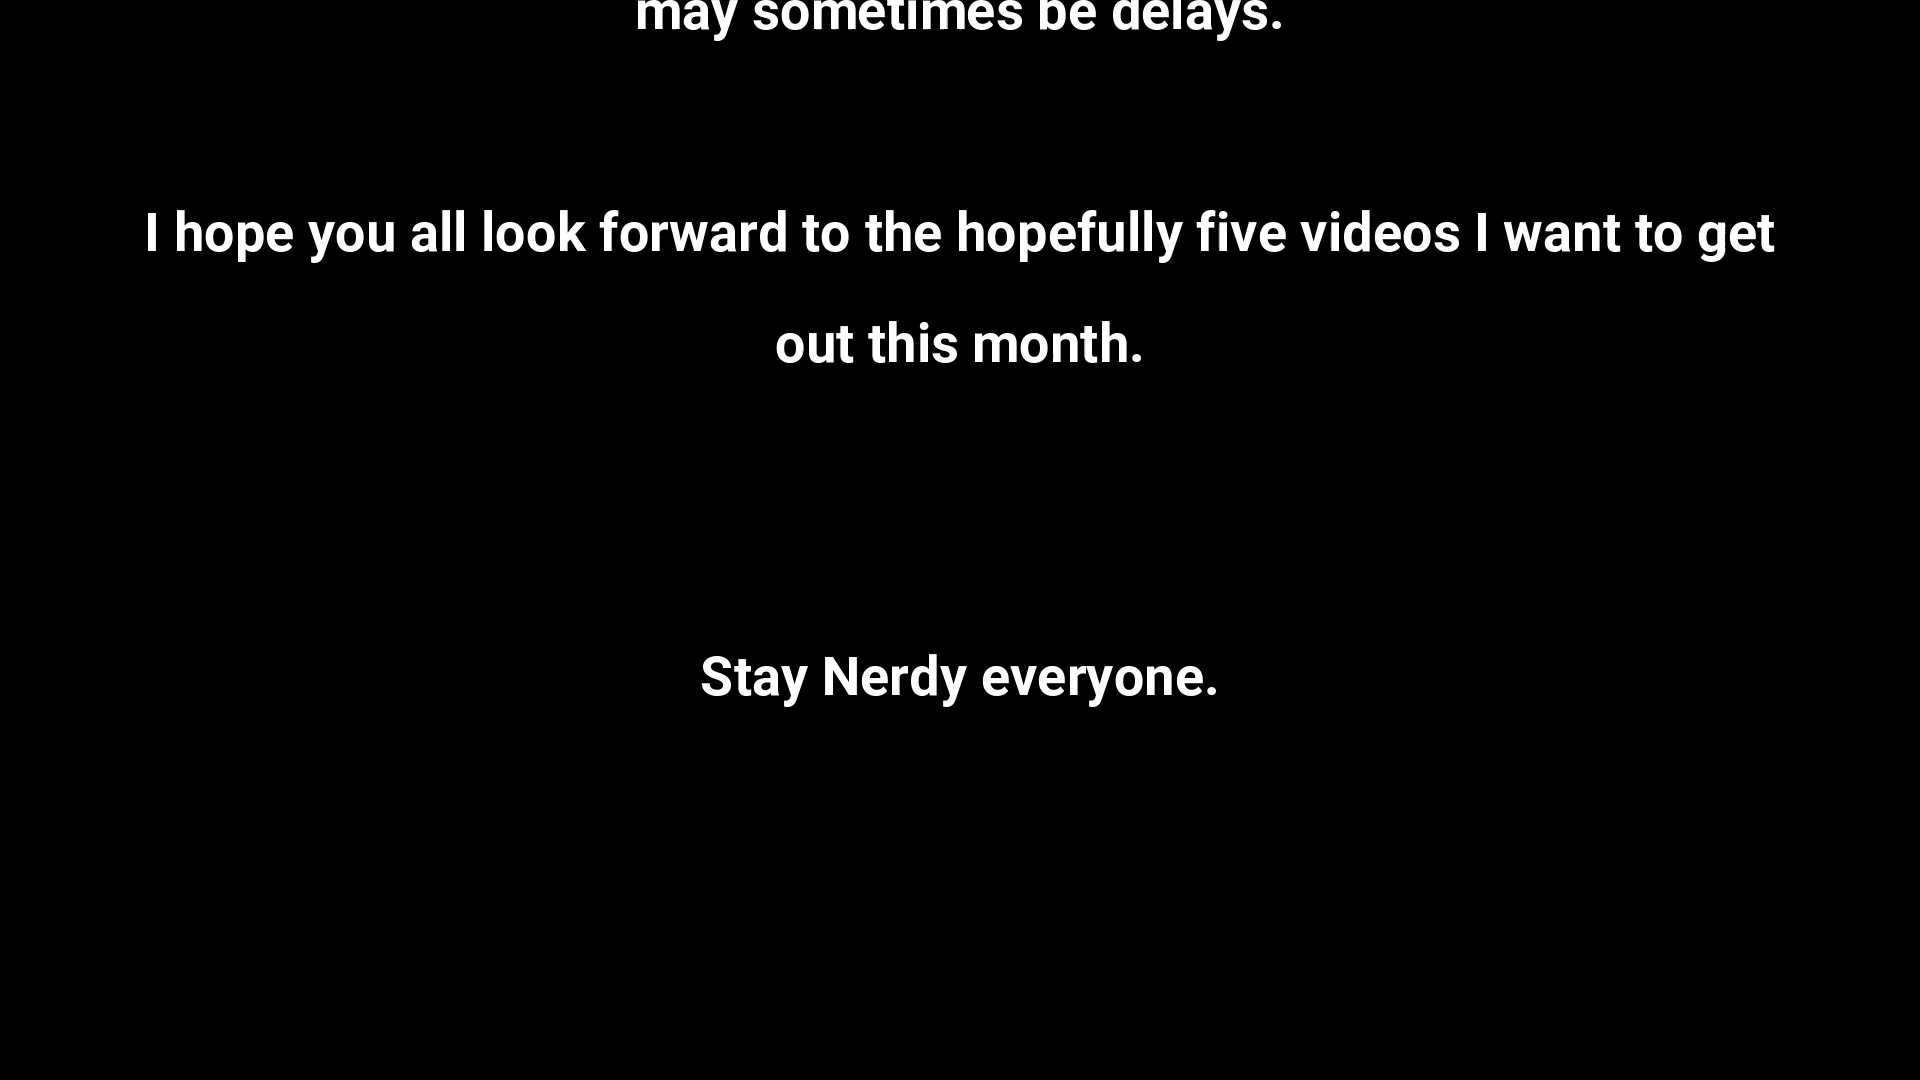 may sometimes be delays.
I hope you all look forward to the hopefully five videos I want to get
out this month.
Stay Nerdy everyone.